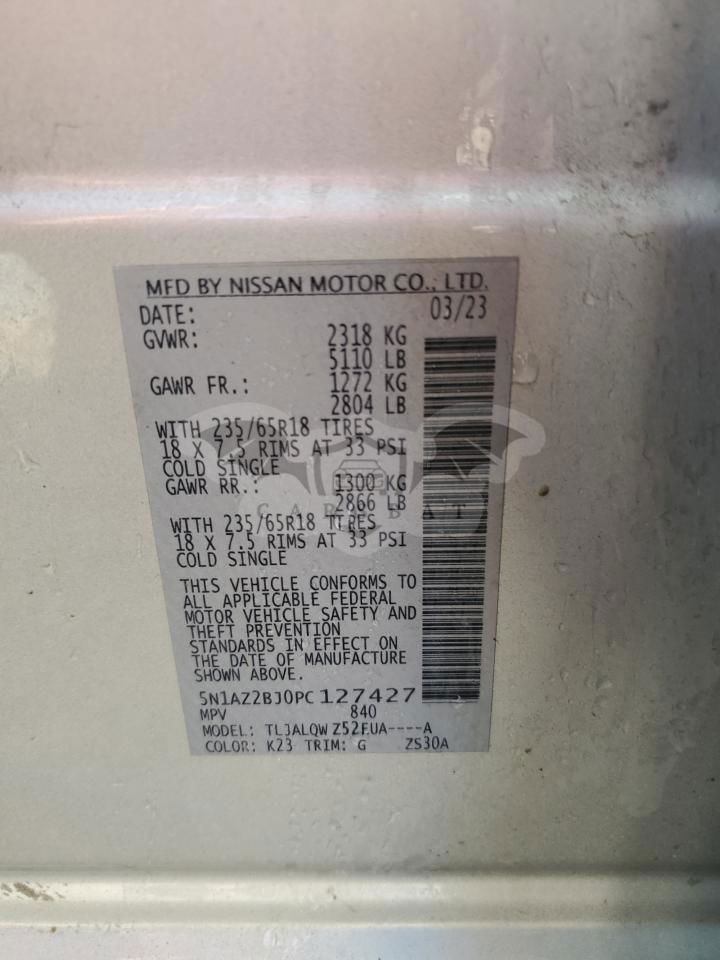 MFD BY NISSAN MOTOR CO., LTD.
DATE: 03/23
GVWR: 2318 KG
5110 LB
GAWR FR.: 1272 KG
2804 LB
WITH 235/65R18 TIRES
18 X 7.5 RIMS AT 33 PSI
COLD SINGLE
GAWR RR.: 1300 KG
2866 LB
WITH 235/65R18 TIRES
18 X 7.5 RIMS AT 33 PSI
COLD SINGLE
THIS VEHICLE CONFORMS TO
ALL APPLICABLE FEDERAL
MOTOR VEHICLE SAFETY AND
THEFT PREVENTION
STANDARDS IN EFFECT ON
THE DATE OF MANUFACTURE
SHOWN ABOVE.
5N1AZ2BJ0PC127427
MPV 840
MODEL: TLJALQW Z52EUA----A
COLOR: K23 TRIM: G ZS30A